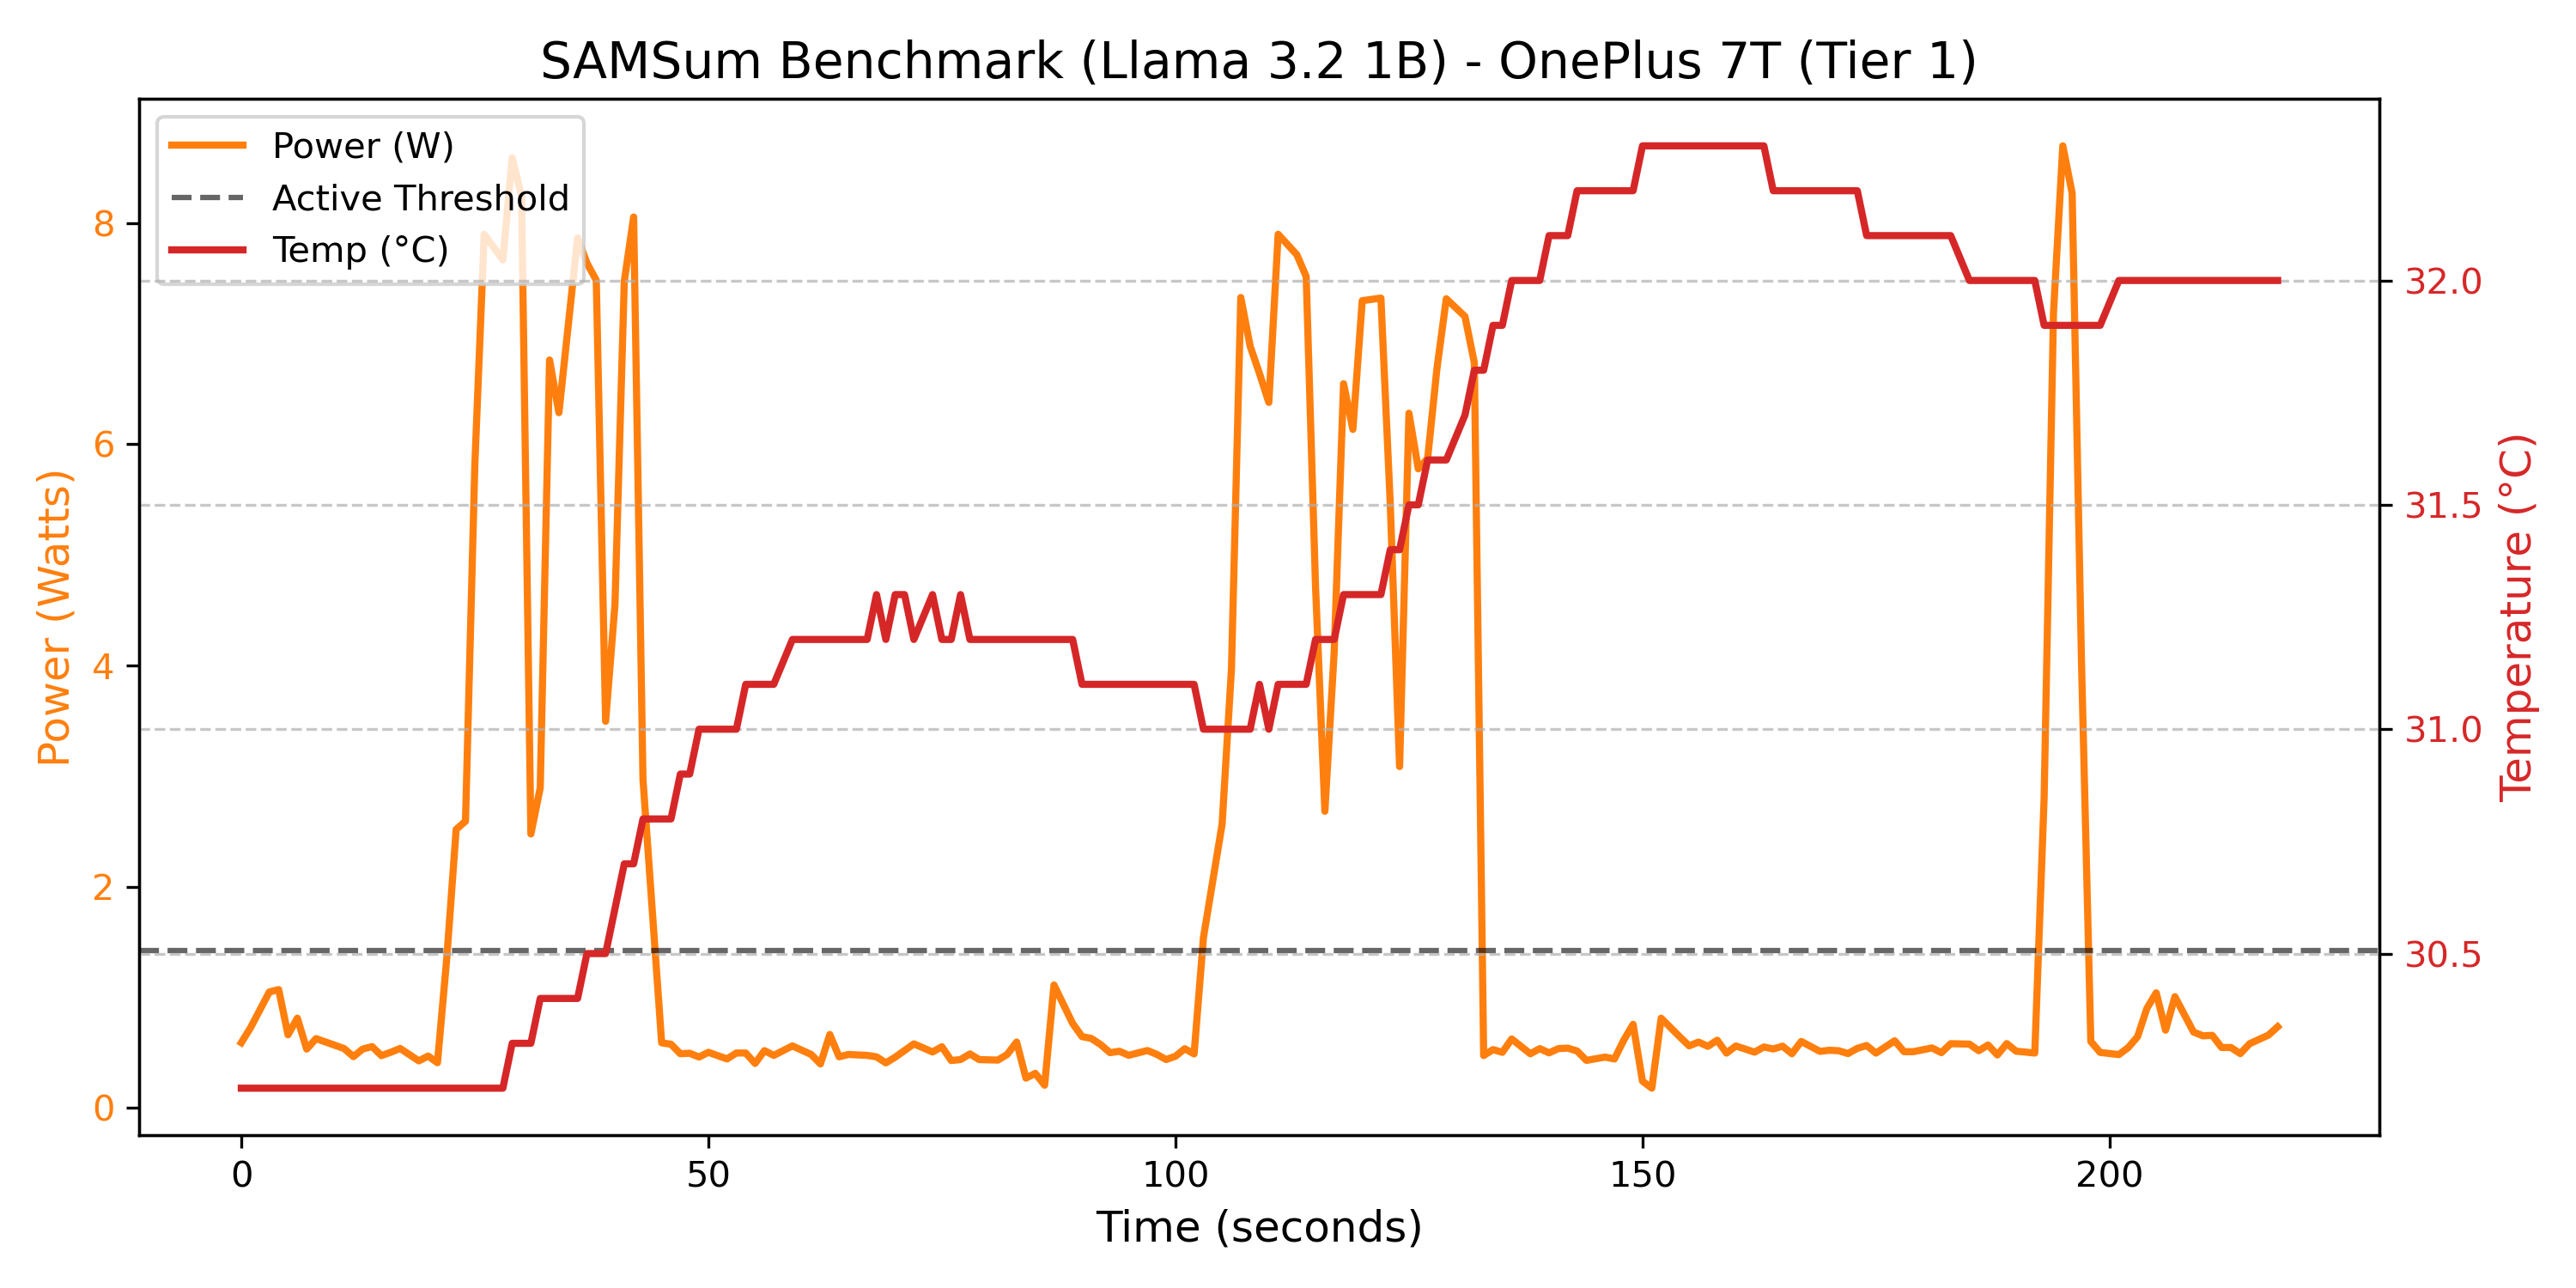 SAMSum Benchmark (Llama 3.2 1B) - OnePlus 7T (Tier 1)
Power (W)
Active Threshold
Temp (°C)
Power (Watts)
8
6
4
2
0
32.0
31.5
31.0
30.5
Temperature (°C)
0 50 100 150 200
Time (seconds)